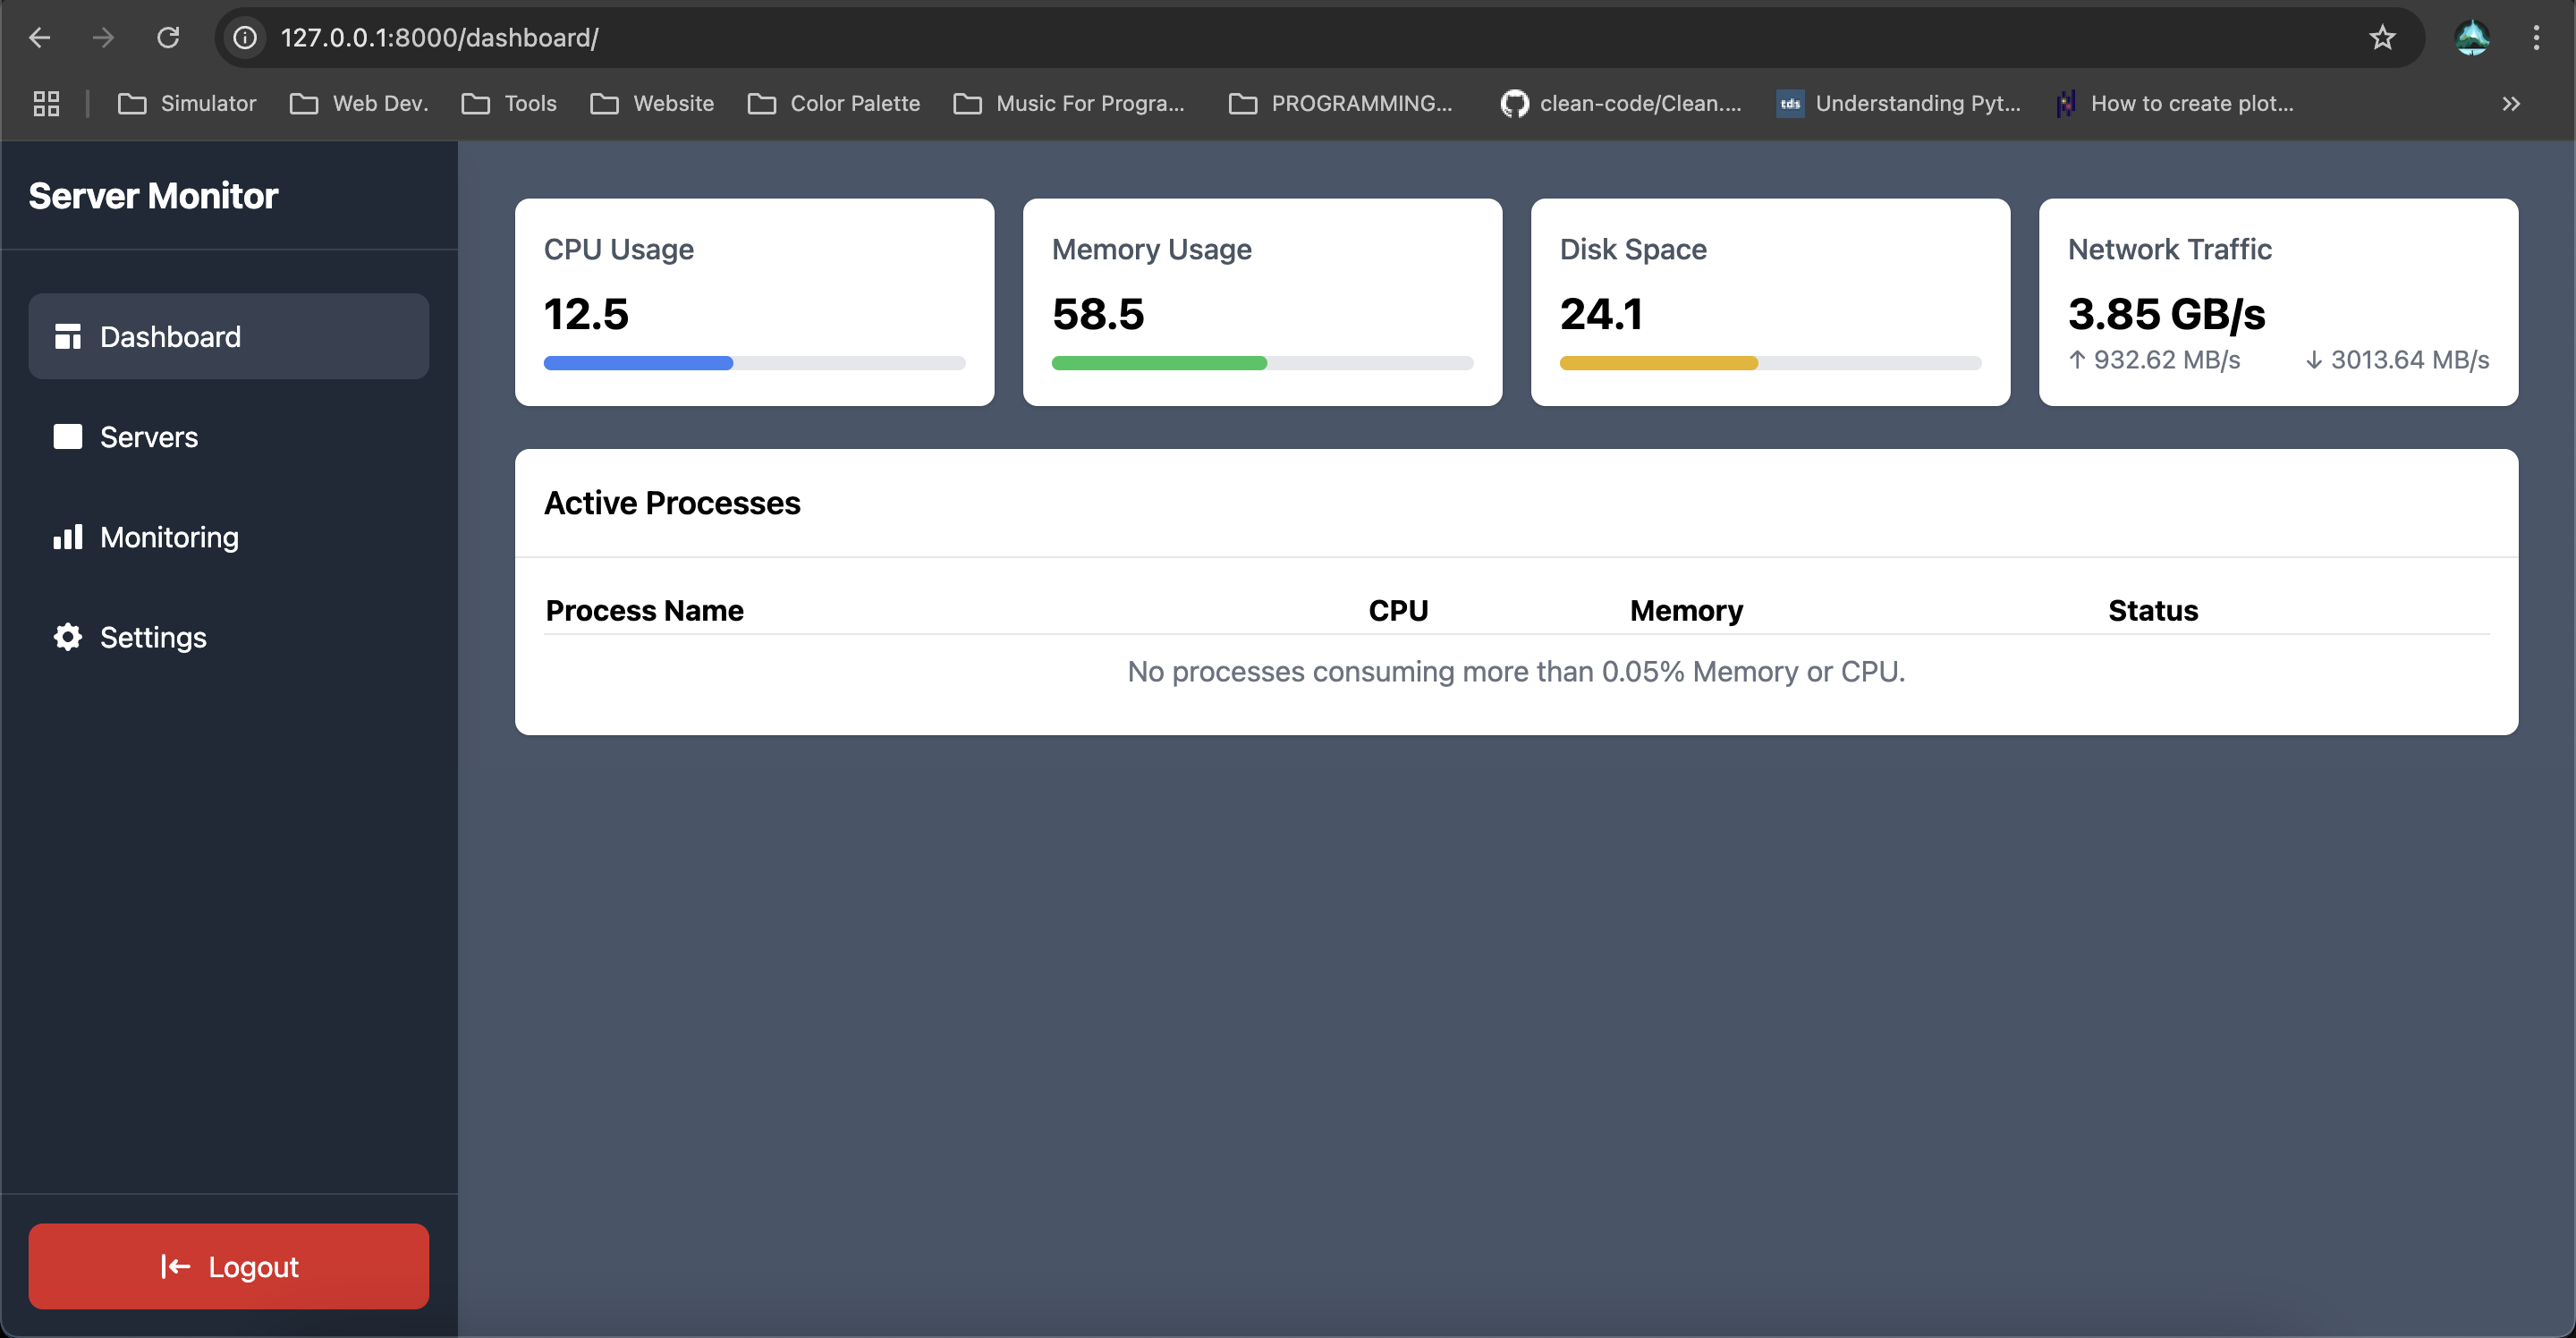 127.0.0.1:8000/dashboard/
Simulator
Web Dev.
Tools
Website
Color Palette
Music For Progra...
PROGRAMMING...
clean-code/Clean....
tds
Understanding Pyt...
How to create plot...
Server Monitor
Dashboard
Servers
Monitoring
Settings
Logout
CPU Usage
12.5
Memory Usage
58.5
Disk Space
24.1
Network Traffic
3.85 GB/s
↑ 932.62 MB/s
↓ 3013.64 MB/s
Active Processes
Process Name CPU Memory Status
No processes consuming more than 0.05% Memory or CPU.